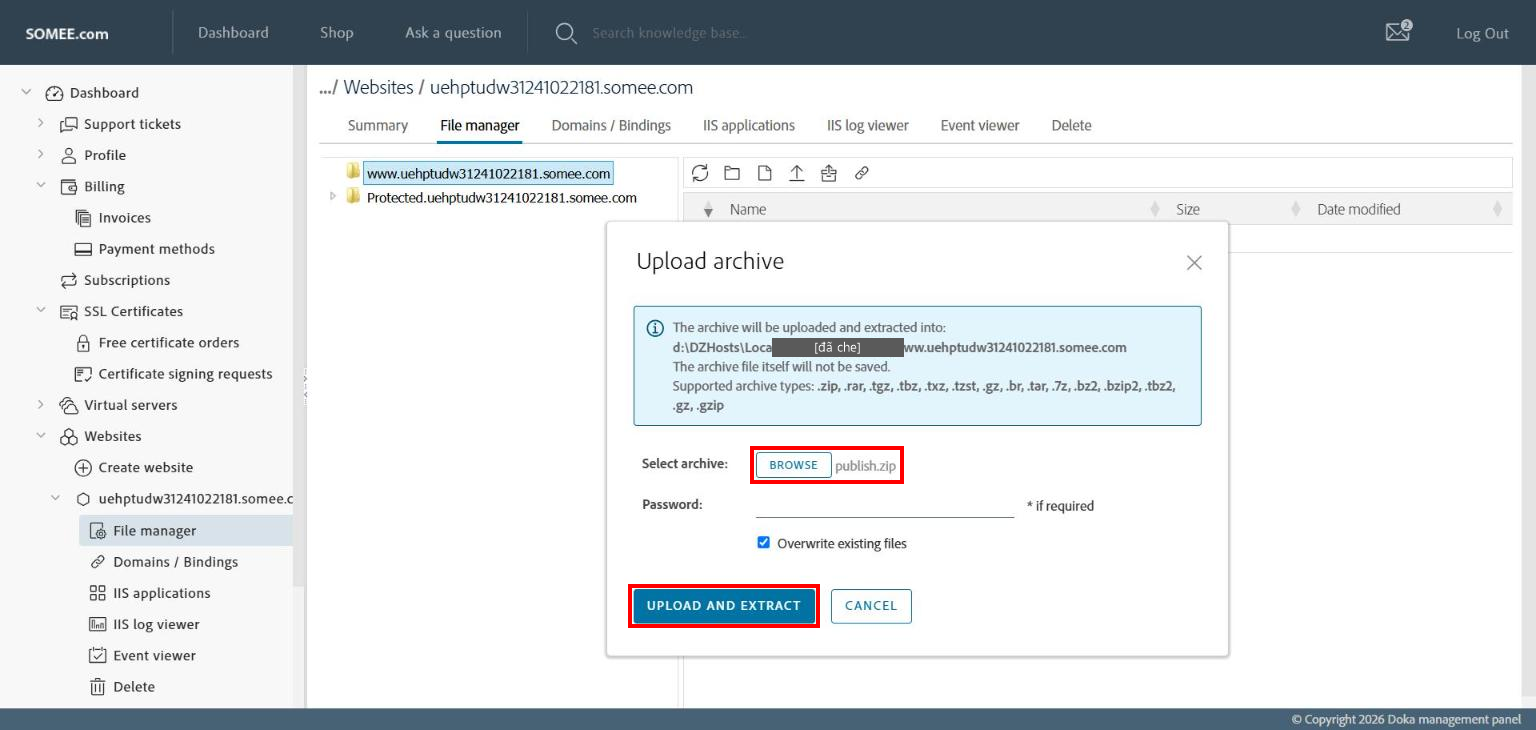 SOMEE.com Dashboard Shop Ask a question Search knowledge base.. 2 Log Out
Dashboard
Support tickets
Profile
Billing
Invoices
Payment methods
Subscriptions
SSL Certificates
Free certificate orders
Certificate signing requests
Virtual servers
Websites
Create website
uehptudw31241022181.somee.c
File manager
Domains / Bindings
IIS applications
IIS log viewer
Event viewer
Delete
.../ Websites / uehptudw31241022181.somee.com
Summary File manager Domains / Bindings IIS applications IIS log viewer Event viewer Delete
www.uehptudw31241022181.somee.com
Protected.uehptudw31241022181.somee.com
Name Size Date modified
Upload archive
The archive will be uploaded and extracted into:
d:\DZHosts\Loca [đã che] ww.uehptudw31241022181.somee.com
The archive file itself will not be saved.
Supported archive types: .zip, .rar, .tgz, .tbz, .txz, .tzst, .gz, .br, .tar, .7z, .bz2, .bzip2, .tbz2,
.gz, .gzip
Select archive: BROWSE publish.zip
Password: * if required
Overwrite existing files
UPLOAD AND EXTRACT CANCEL
© Copyright 2026 Doka management panel